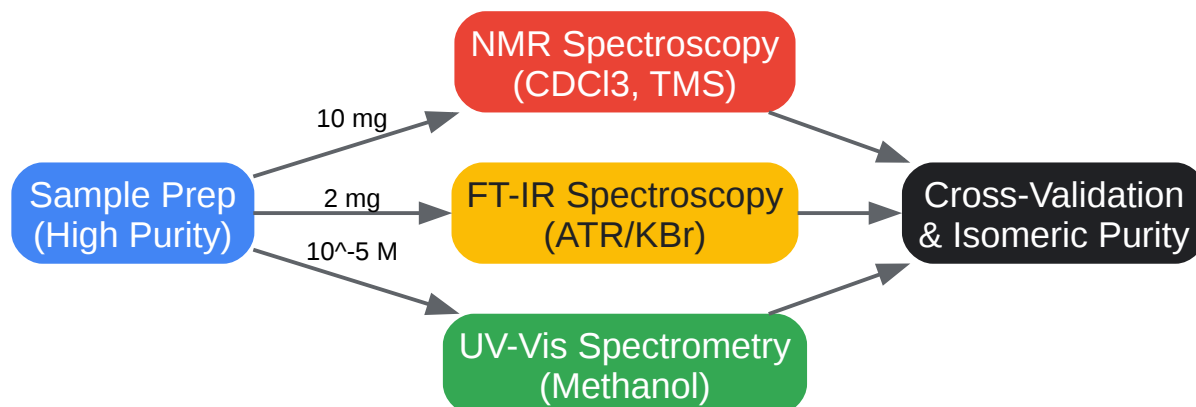 NMR Spectroscopy
(CDCl3, TMS)
10 mg
Sample Prep
(High Purity)
2 mg
FT-IR Spectroscopy
(ATR/KBr)
Cross-Validation
& Isomeric Purity
10^-5 M
UV-Vis Spectrometry
(Methanol)